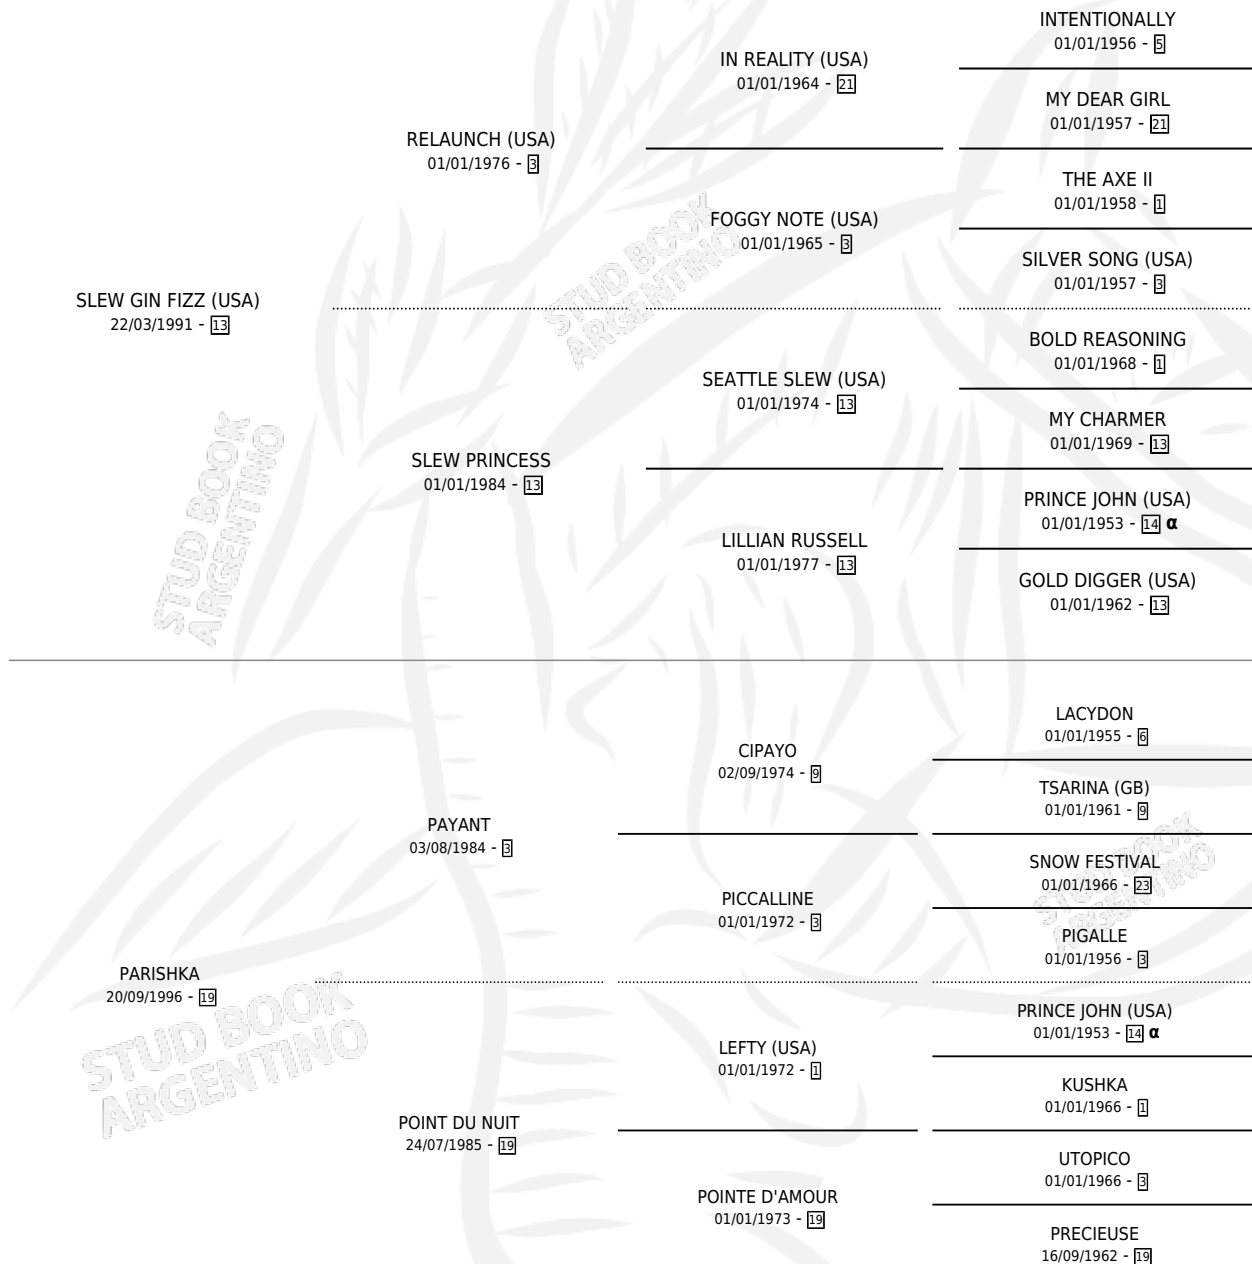 INTENTIONALLY
01/01/1956 - 5
IN REALITY (USA)
01/01/1964 - 21
MY DEAR GIRL
01/01/1957 - 21
RELAUNCH (USA)
01/01/1976 - 3
THE AXE II
01/01/1958 - 1
FOGGY NOTE (USA)
01/01/1965 - 3
SILVER SONG (USA)
01/01/1957 - 3
SLEW GIN FIZZ (USA)
22/03/1991 - 13
BOLD REASONING
01/01/1968 - 1
SEATTLE SLEW (USA)
01/01/1974 - 13
MY CHARMER
01/01/1969 - 13
SLEW PRINCESS
01/01/1984 - 13
PRINCE JOHN (USA)
01/01/1953 - 14 α
LILLIAN RUSSELL
01/01/1977 - 13
GOLD DIGGER (USA)
01/01/1962 - 13
LACYDON
01/01/1955 - 6
CIPAYO
02/09/1974 - 9
TSARINA (GB)
01/01/1961 - 9
PAYANT
03/08/1984 - 3
SNOW FESTIVAL
01/01/1966 - 23
PICCALLINE
01/01/1972 - 3
PIGALLE
01/01/1956 - 3
PARISHKA
20/09/1996 - 19
PRINCE JOHN (USA)
01/01/1953 - 14 α
LEFTY (USA)
01/01/1972 - 1
KUSHKA
01/01/1966 - 1
POINT DU NUIT
24/07/1985 - 19
UTOPICO
01/01/1966 - 3
POINTE D'AMOUR
01/01/1973 - 19
PRECIEUSE
16/09/1962 - 19
STUD BOOK
ARGENTINO
STUD BOOK
ARGENTINO
STUD BOOK
ARGENTINO
STUD BOOK
ARGENTINO